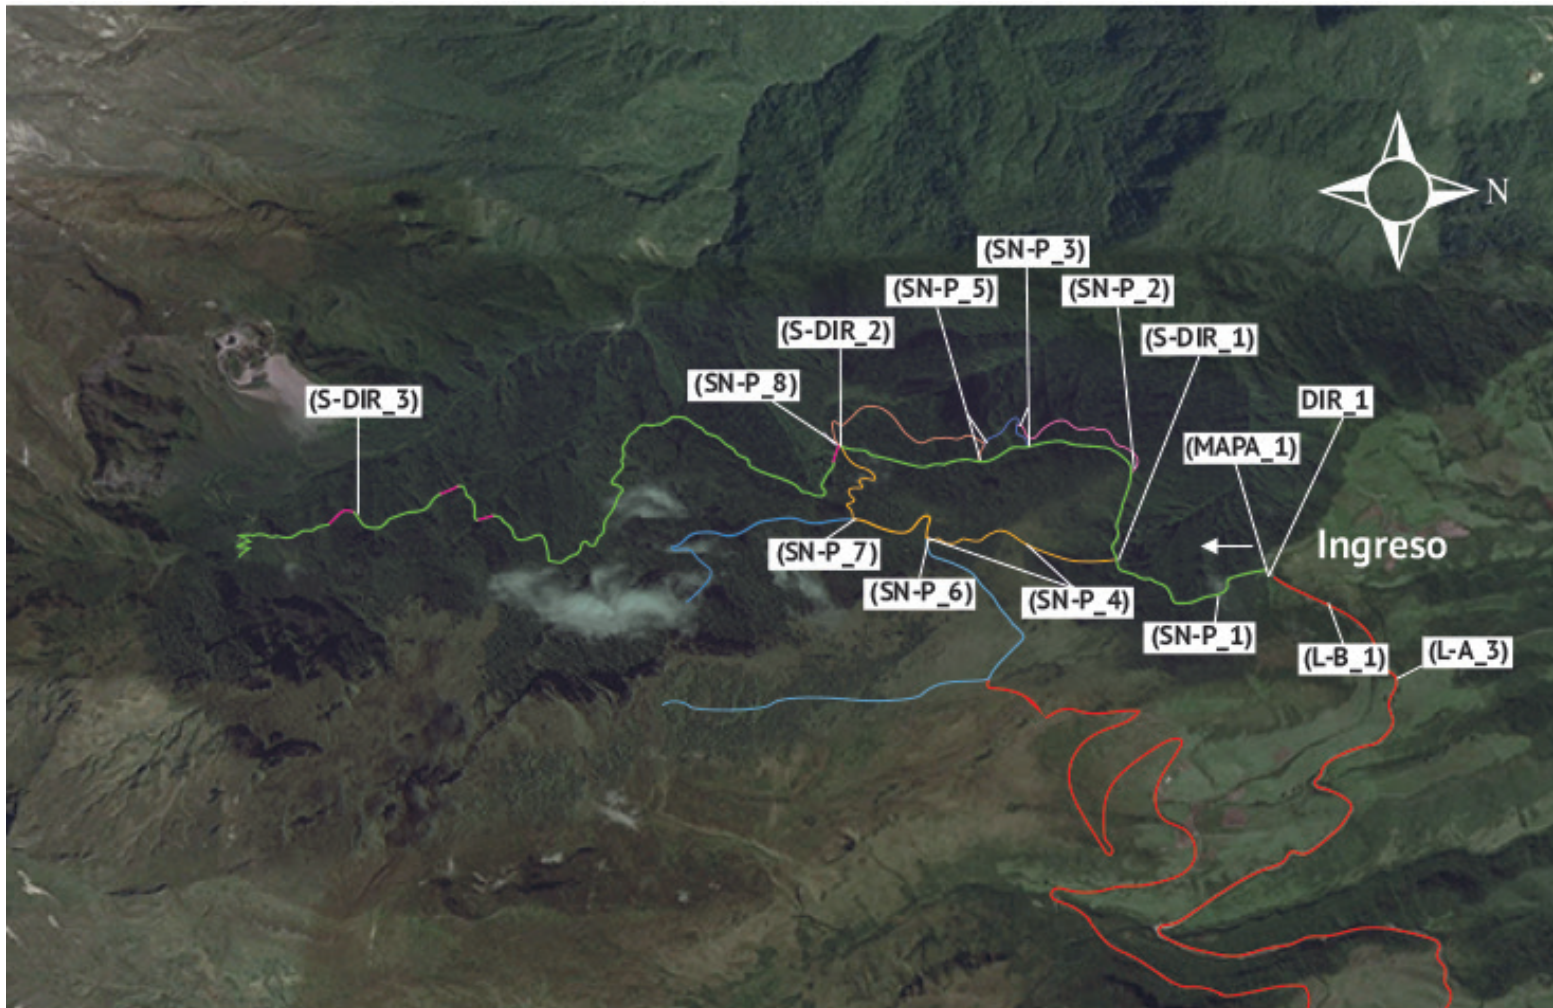 N
(SN-P_3)
(SN-P_5)
(SN-P_2)
(S-DIR_2)
(S-DIR_1)
(SN-P_8)
(S-DIR_3)
DIR_1
(MAPA_1)
Ingreso
(SN-P_7)
(SN-P_6)
(SN-P_4)
(SN-P_1)
(L-B_1)
(L-A_3)